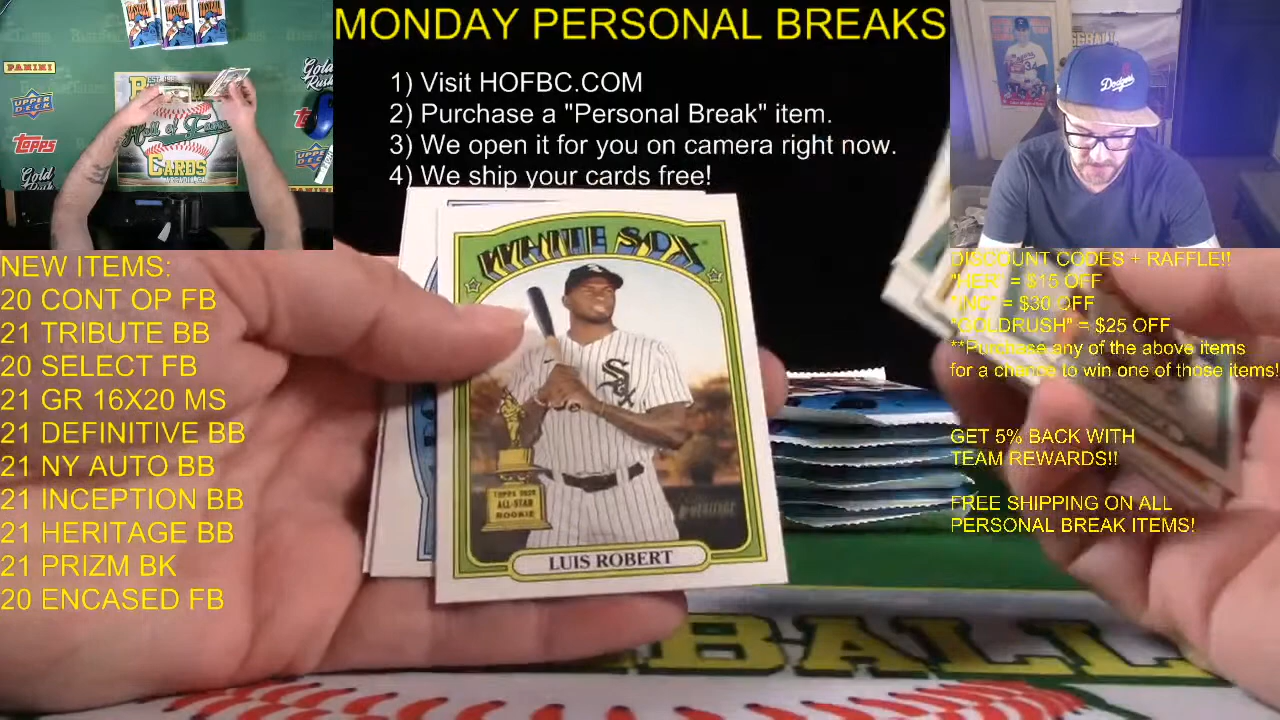 MONDAY PERSONAL BREAKS
1) Visit HOFBC.COM
2) Purchase a "Personal Break" item.
3) We open it for you on camera right now.
4) We ship your cards free!
PANINI
UPPER DECK
Topps
Gold
Gold Rush
Hall of Fame
CARDS
Dodgers
NEW ITEMS:
20 CONT OP FB
21 TRIBUTE BB
20 SELECT FB
21 GR 16X20 MS
21 DEFINITIVE BB
21 NY AUTO BB
21 INCEPTION BB
21 HERITAGE BB
21 PRIZM BK
20 ENCASED FB
WHITE SOX
Sox
TOPPS 2020
ALL-STAR
ROOKIE
Heritage
LUIS ROBERT
DISCOUNT CODES + RAFFLE!!
"HER" = $15 OFF
"INC" = $30 OFF
"GOLDRUSH" = $25 OFF
**Purchase any of the above items
for a chance to win one of those items!
GET 5% BACK WITH
TEAM REWARDS!!
FREE SHIPPING ON ALL
PERSONAL BREAK ITEMS!
BASEBALL